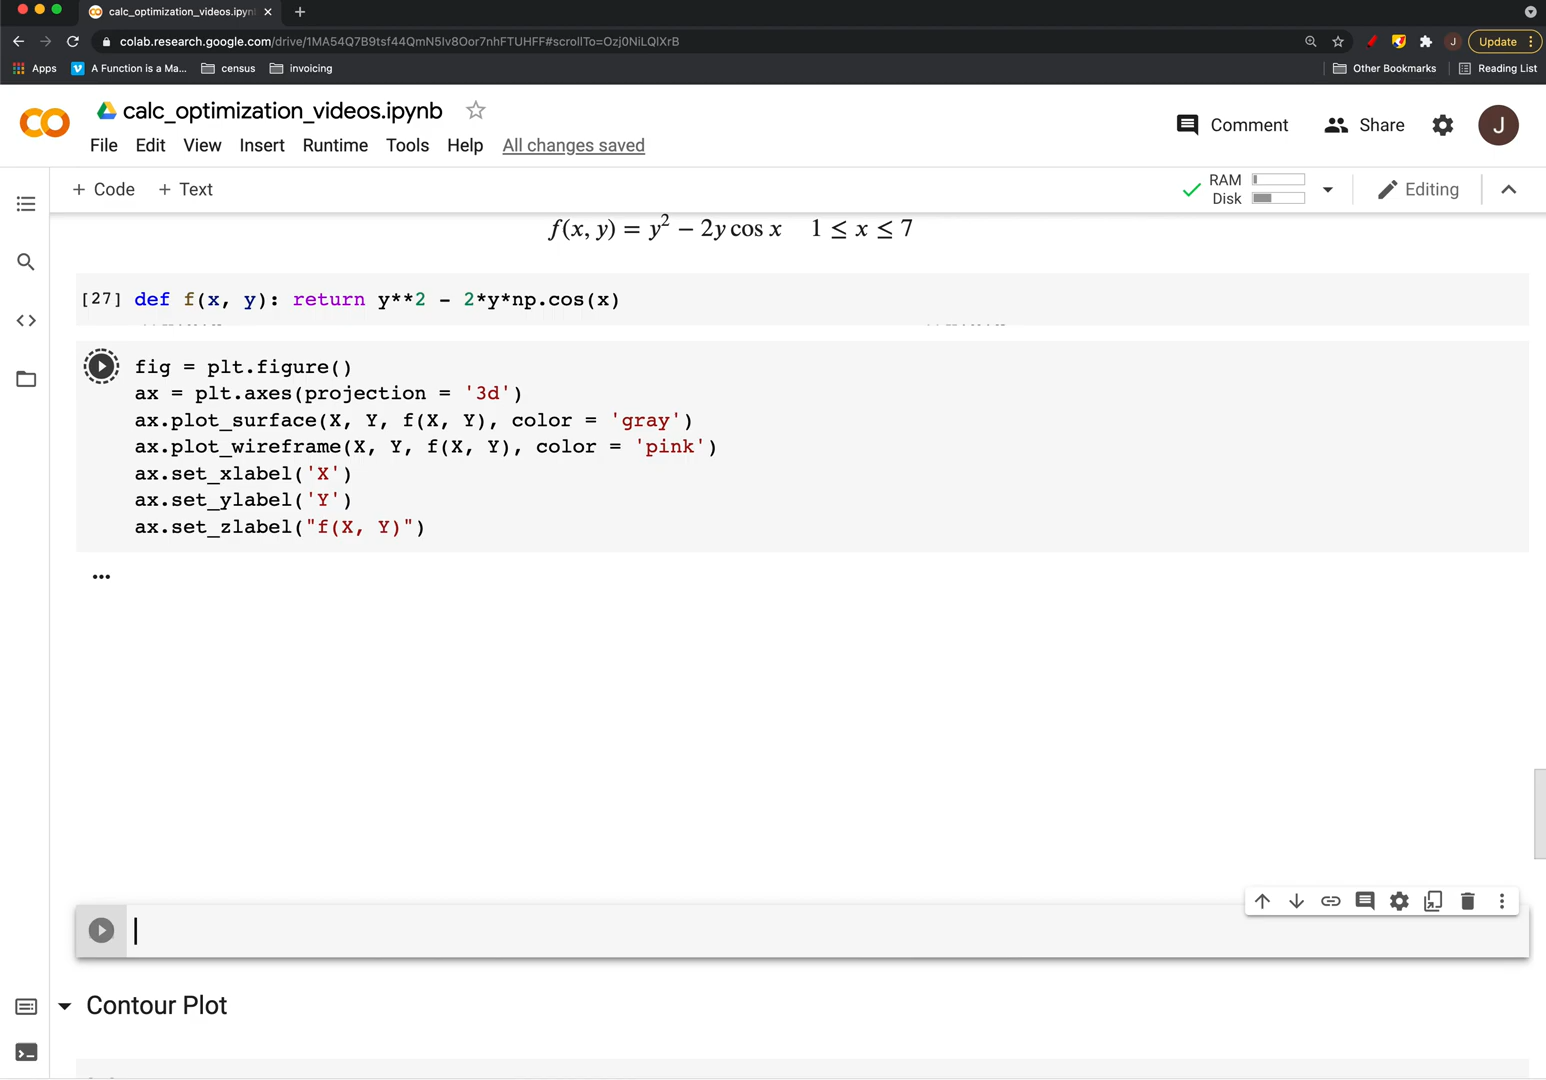 calc_optimization_videos.ipyn
colab.research.google.com/drive/1MA54Q7B9tsf44QmN5Iv8Oor7nhFTUHFF#scrollTo=Ozj0NiLQIXrB
J
Update
Apps
A Function is a Ma...
census
invoicing
Other Bookmarks
Reading List
calc_optimization_videos.ipynb
Comment
Share
J
File Edit View Insert Runtime Tools Help All changes saved
+ Code + Text
RAM
Disk
Editing
f(x, y) = y² − 2y cos x 1 ≤ x ≤ 7
[27] def f(x, y): return y**2 - 2*y*np.cos(x)
fig = plt.figure()
ax = plt.axes(projection = '3d')
ax.plot_surface(X, Y, f(X, Y), color = 'gray')
ax.plot_wireframe(X, Y, f(X, Y), color = 'pink')
ax.set_xlabel('X')
ax.set_ylabel('Y')
ax.set_zlabel("f(X, Y)")
...
Contour Plot